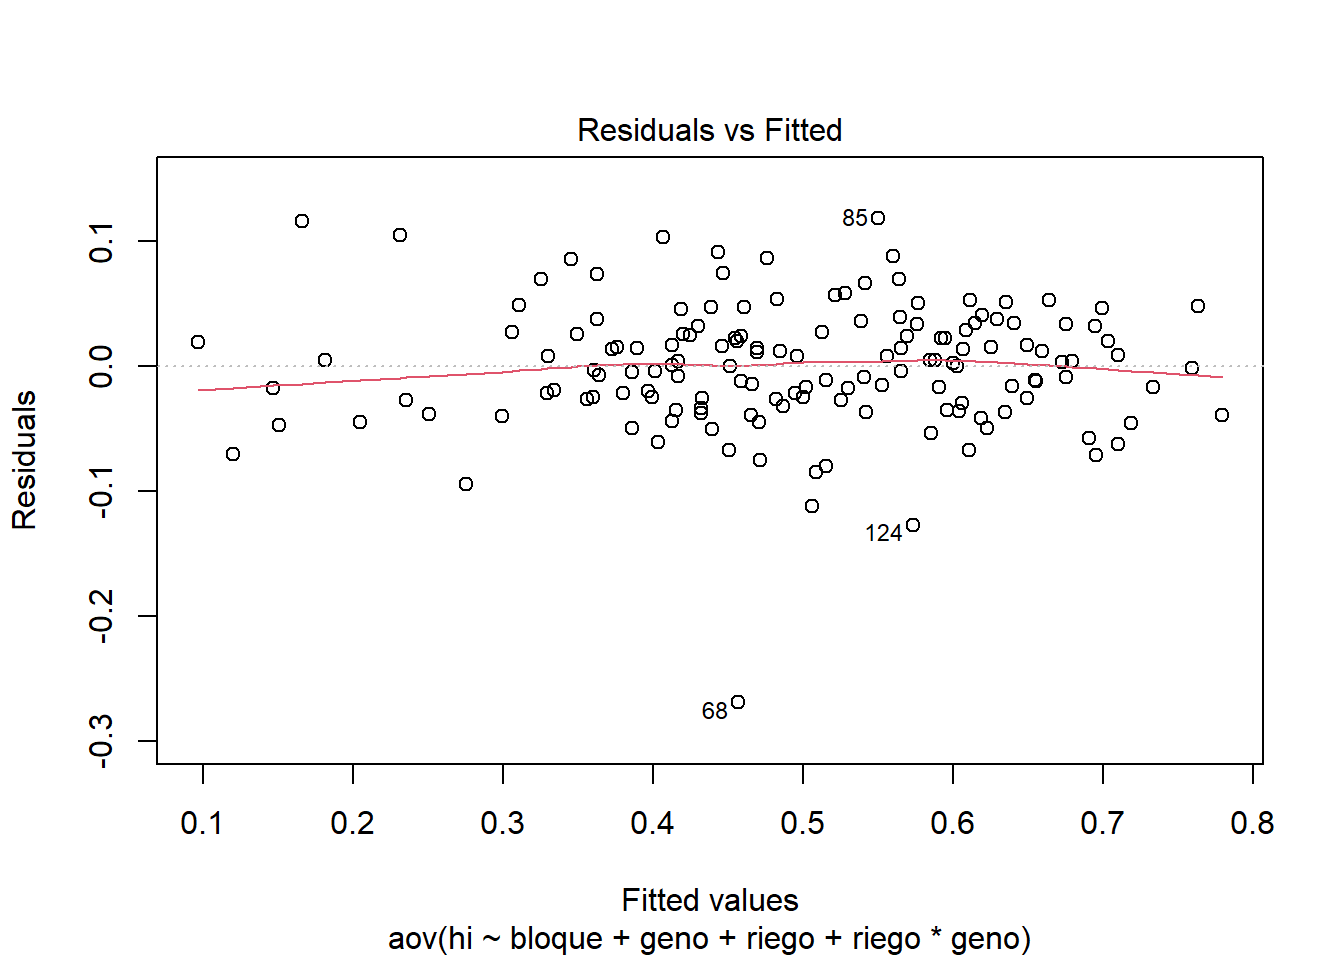 Residuals vs Fitted
Residuals
0.1
0.0
-0.1
-0.2
-0.3
85
124
68
0.1 0.2 0.3 0.4 0.5 0.6 0.7 0.8
Fitted values
aov(hi ~ bloque + geno + riego + riego * geno)